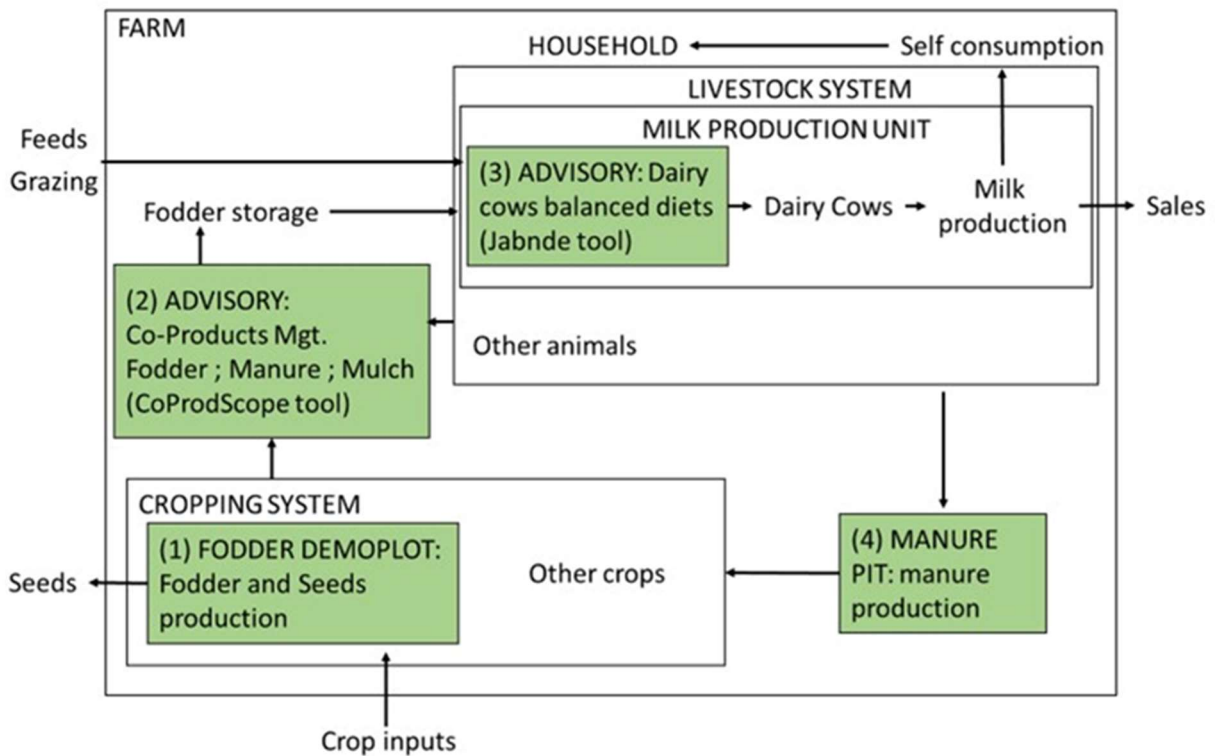 FARM
HOUSEHOLD
Self consumption
LIVESTOCK SYSTEM
MILK PRODUCTION UNIT
Feeds
Grazing
(3) ADVISORY: Dairy
cows balanced diets
(Jabnde tool)
Dairy Cows
Milk
production
Sales
Fodder storage
(2) ADVISORY:
Co-Products Mgt.
Fodder ; Manure ; Mulch
(CoProdScope tool)
Other animals
CROPPING SYSTEM
(1) FODDER DEMOPLOT:
Fodder and Seeds
production
Other crops
(4) MANURE
PIT: manure
production
Seeds
Crop inputs